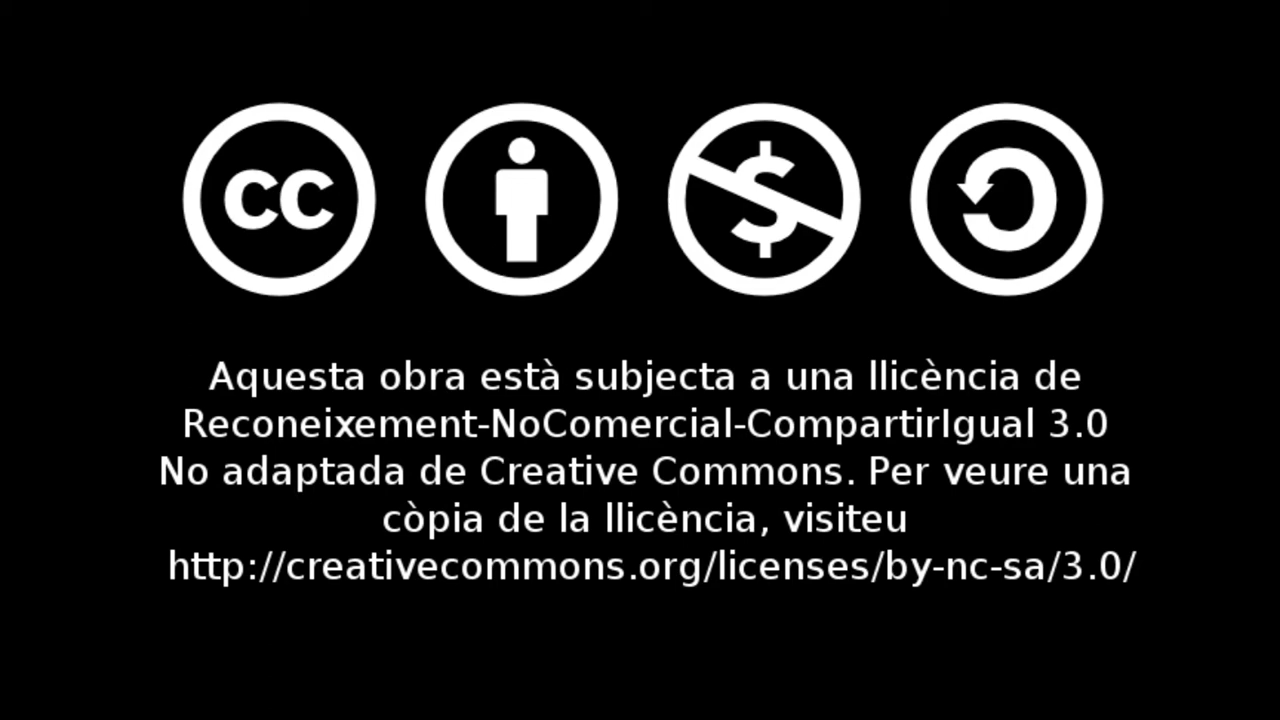 cc
Aquesta obra està subjecta a una llicència de
Reconeixement-NoComercial-CompartirIgual 3.0
No adaptada de Creative Commons. Per veure una
còpia de la llicència, visiteu
http://creativecommons.org/licenses/by-nc-sa/3.0/